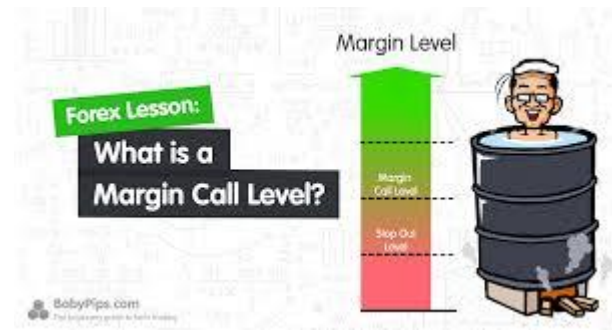 Forex Lesson:
What is a
Margin Call Level?
Margin Level
Margin
Call Level
Stop Out
Level
BabyPips.com